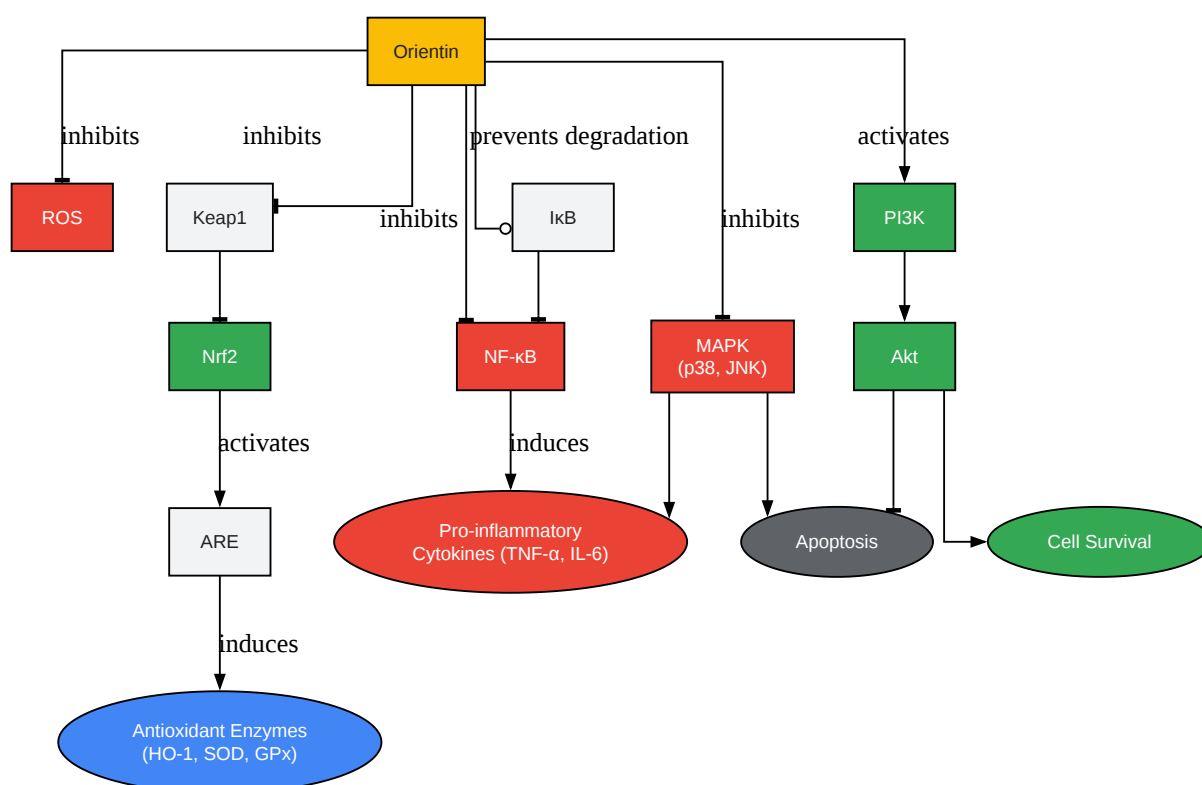 Orientin
inhibits
inhibits
prevents degradation
activates
ROS
Keap1
inhibits
IκB
inhibits
PI3K
Nrf2
NF-κB
MAPK
(p38, JNK)
Akt
activates
induces
ARE
Pro-inflammatory
Cytokines (TNF-α, IL-6)
Apoptosis
Cell Survival
induces
Antioxidant Enzymes
(HO-1, SOD, GPx)